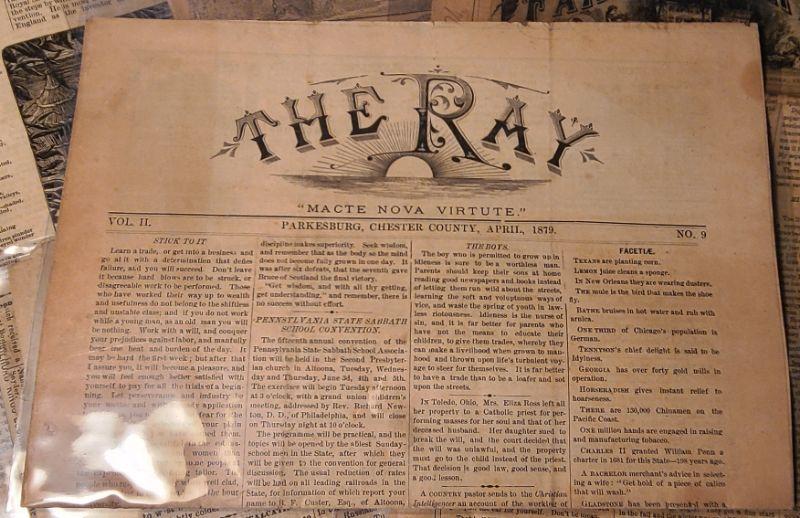 THE RAY
"MACTE NOVA VIRTUTE."
VOL. II.
PARKESBURG, CHESTER COUNTY, APRIL, 1879.
NO. 9
STICK TO IT
Learn a trade, or get into a business and
go at it with a determination that defies
failure, and you will succeed. Don't leave
it because hard blows are to be struck, or
disagreeable work to be performed. Those
who have worked their way up to wealth
and usefulness do not belong to the shiftless
and unstable class; and if you do not work
while a young man, as an old man you will
be nothing. Work with a will, and conquer
your prejudices against labor, and manfully
bear the heat and burden of the day. It
may be hard the first week; but after that
I assure you, it will become a pleasure, and
you will feel enough better satisfied with
yourself to pay for all the trials of a begin-
ning. Let perseverance and industry be
discipline makes superiority. Seek wisdom,
and remember that as the body so the mind
does not become fully grown in one day. It
was after six defeats, that the seventh gave
Bruce of Scotland the final victory.
"Get wisdom, and with all thy getting,
get understanding," and remember, there is
no success without effort.
PENNSYLVANIA STATE SABBATH
SCHOOL CONVENTION.
The fifteenth annual convention of the
Pennsylvania State Sabbath School Associa-
tion will be held in the Second Presbyter-
ian church in Altoona, Tuesday, Wednes-
day and Thursday, June 3d, 4th and 5th.
The exercise will begin Tuesday afternoon
at 3 o'clock, with a grand union children's
meeting, addressed by Rev. Richard New-
ton, D. D., of Philadelphia, and will close
on Thursday night at 10 o'clock.
The programme will be practical, and the
topics will be opened by the ablest Sunday-
school men in the State, after which they
will be given to the convention for general
discussion. The usual reduction of rates
will be had on all leading railroads in the
State, for information of which report your
name to R. F. Custer, Esq., of Altoona,
THE BOYS.
The boy who is permitted to grow up in
idleness is sure to be a worthless man.
Parents should keep their sons at home
reading good newspapers and books instead
of letting them run wild about the streets,
learning the soft and voluptuous ways of
vice, and waste the spring of youth in law-
less riotousness. Idleness is the nurse of
sin, and it is far better for parents who
have not the means to educate their
children, to give them trades, whereby they
can make a livelihood when grown to man-
hood and thrown upon life's turbulent voy-
age to steer for themselves. It is far better
to have a trade than to be a loafer and sot
upon the streets.
In Toledo, Ohio, Mrs. Eliza Ross left all
her property to a Catholic priest for per-
forming masses for her soul and that of her
deceased husband. Her daughter sued to
break the will, and the court decided that
the will was unlawful, and the property
must go to the child instead of the priest.
That decision is good law, good sense, and
a good lesson.
A COUNTRY pastor sends to the Christian
Intelligencer an account of the working of
FACETIÆ.
TEXANS are planting corn.
LEMON juice cleans a sponge.
IN New Orleans they are wearing dusters.
THE mule is the bird that makes the shoe
fly.
BATHE bruises in hot water and rub with
arnica.
ONE THIRD of Chicago's population is
German.
TENNYSON'S chief delight is said to be
Idyleness.
GEORGIA has over forty gold mills in
operation.
HORSERADISH gives instant relief to
hoarseness.
THERE are 130,000 Chinamen on the
Pacific Coast.
ONE million hands are engaged in raising
and manufacturing tobacco.
CHARLES II granted William Penn a
charter in 1681 for this State—198 years ago.
A BACHELOR merchant's advice in select-
ing a wife: "Get hold of a piece of calico
that will wash."
GLADSTONE has been presented with a